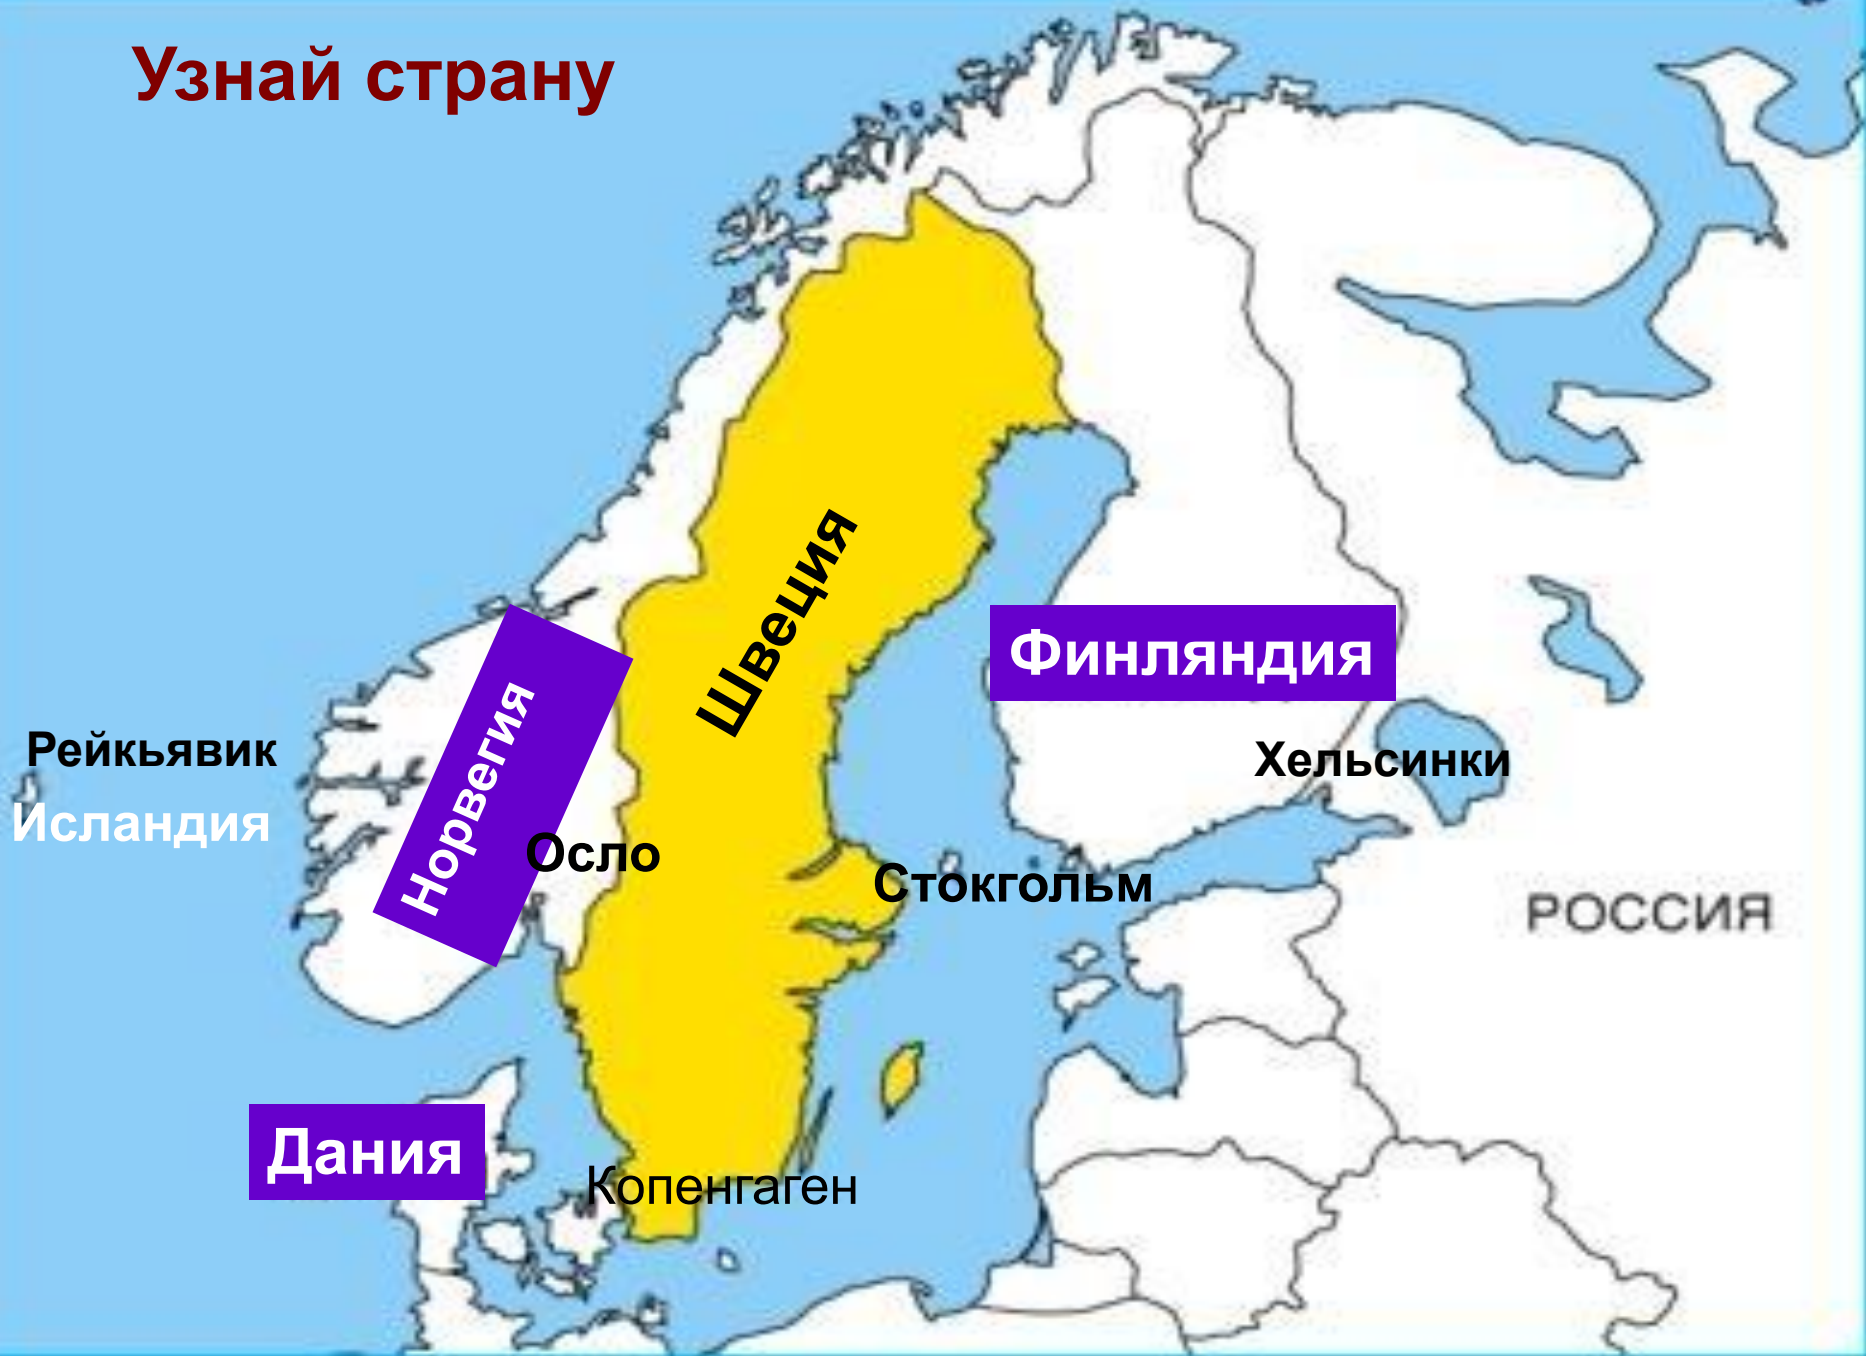 Узнай страну
Швеция
Финляндия
Норвегия
Рейкьявик
Хельсинки
Исландия
Осло
Стокгольм
РОССИЯ
Дания
Копенгаген